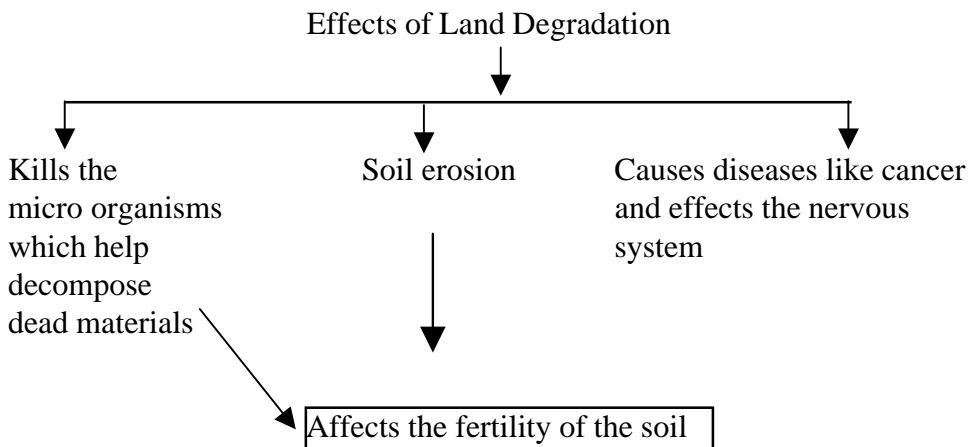 Effects of Land Degradation
Kills the
micro organisms
which help
decompose
dead materials
Soil erosion
Causes diseases like cancer
and effects the nervous
system
Affects the fertility of the soil